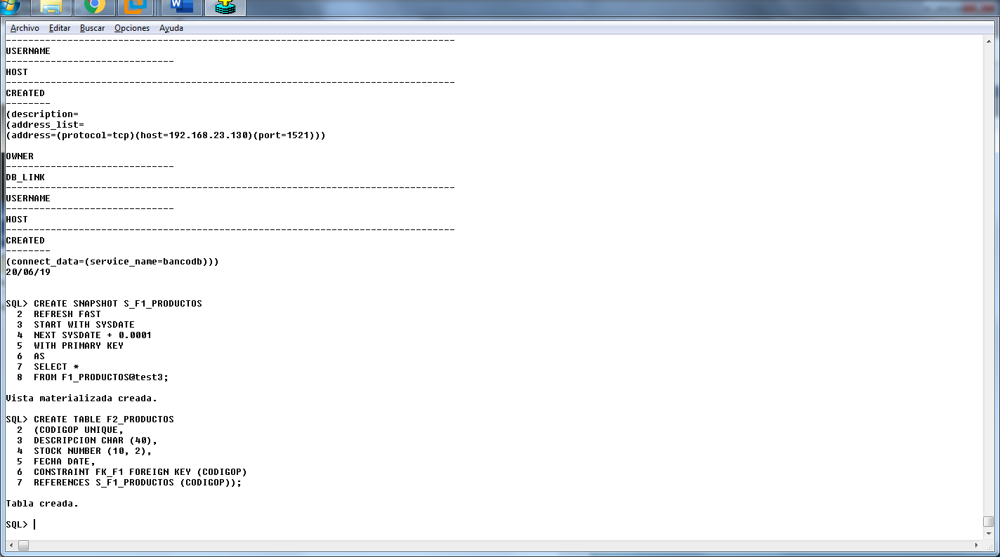 Archivo Editar Buscar Opciones Ayuda
--------------------------------------------------------------------------------
USERNAME
------------------------------
HOST
--------------------------------------------------------------------------------
CREATED
--------
(description=
(address_list=
(address=(protocol=tcp)(host=192.168.23.130)(port=1521)))
OWNER
------------------------------
DB_LINK
--------------------------------------------------------------------------------
USERNAME
------------------------------
HOST
--------------------------------------------------------------------------------
CREATED
--------
(connect_data=(service_name=bancodb)))
20/06/19
SQL> CREATE SNAPSHOT S_F1_PRODUCTOS
2 REFRESH FAST
3 START WITH SYSDATE
4 NEXT SYSDATE + 0.0001
5 WITH PRIMARY KEY
6 AS
7 SELECT *
8 FROM F1_PRODUCTOS@test3;
Vista materializada creada.
SQL> CREATE TABLE F2_PRODUCTOS
2 (CODIGOP UNIQUE,
3 DESCRIPCION CHAR (40),
4 STOCK NUMBER (10, 2),
5 FECHA DATE,
6 CONSTRAINT FK_F1 FOREIGN KEY (CODIGOP)
7 REFERENCES S_F1_PRODUCTOS (CODIGOP));
Tabla creada.
SQL>